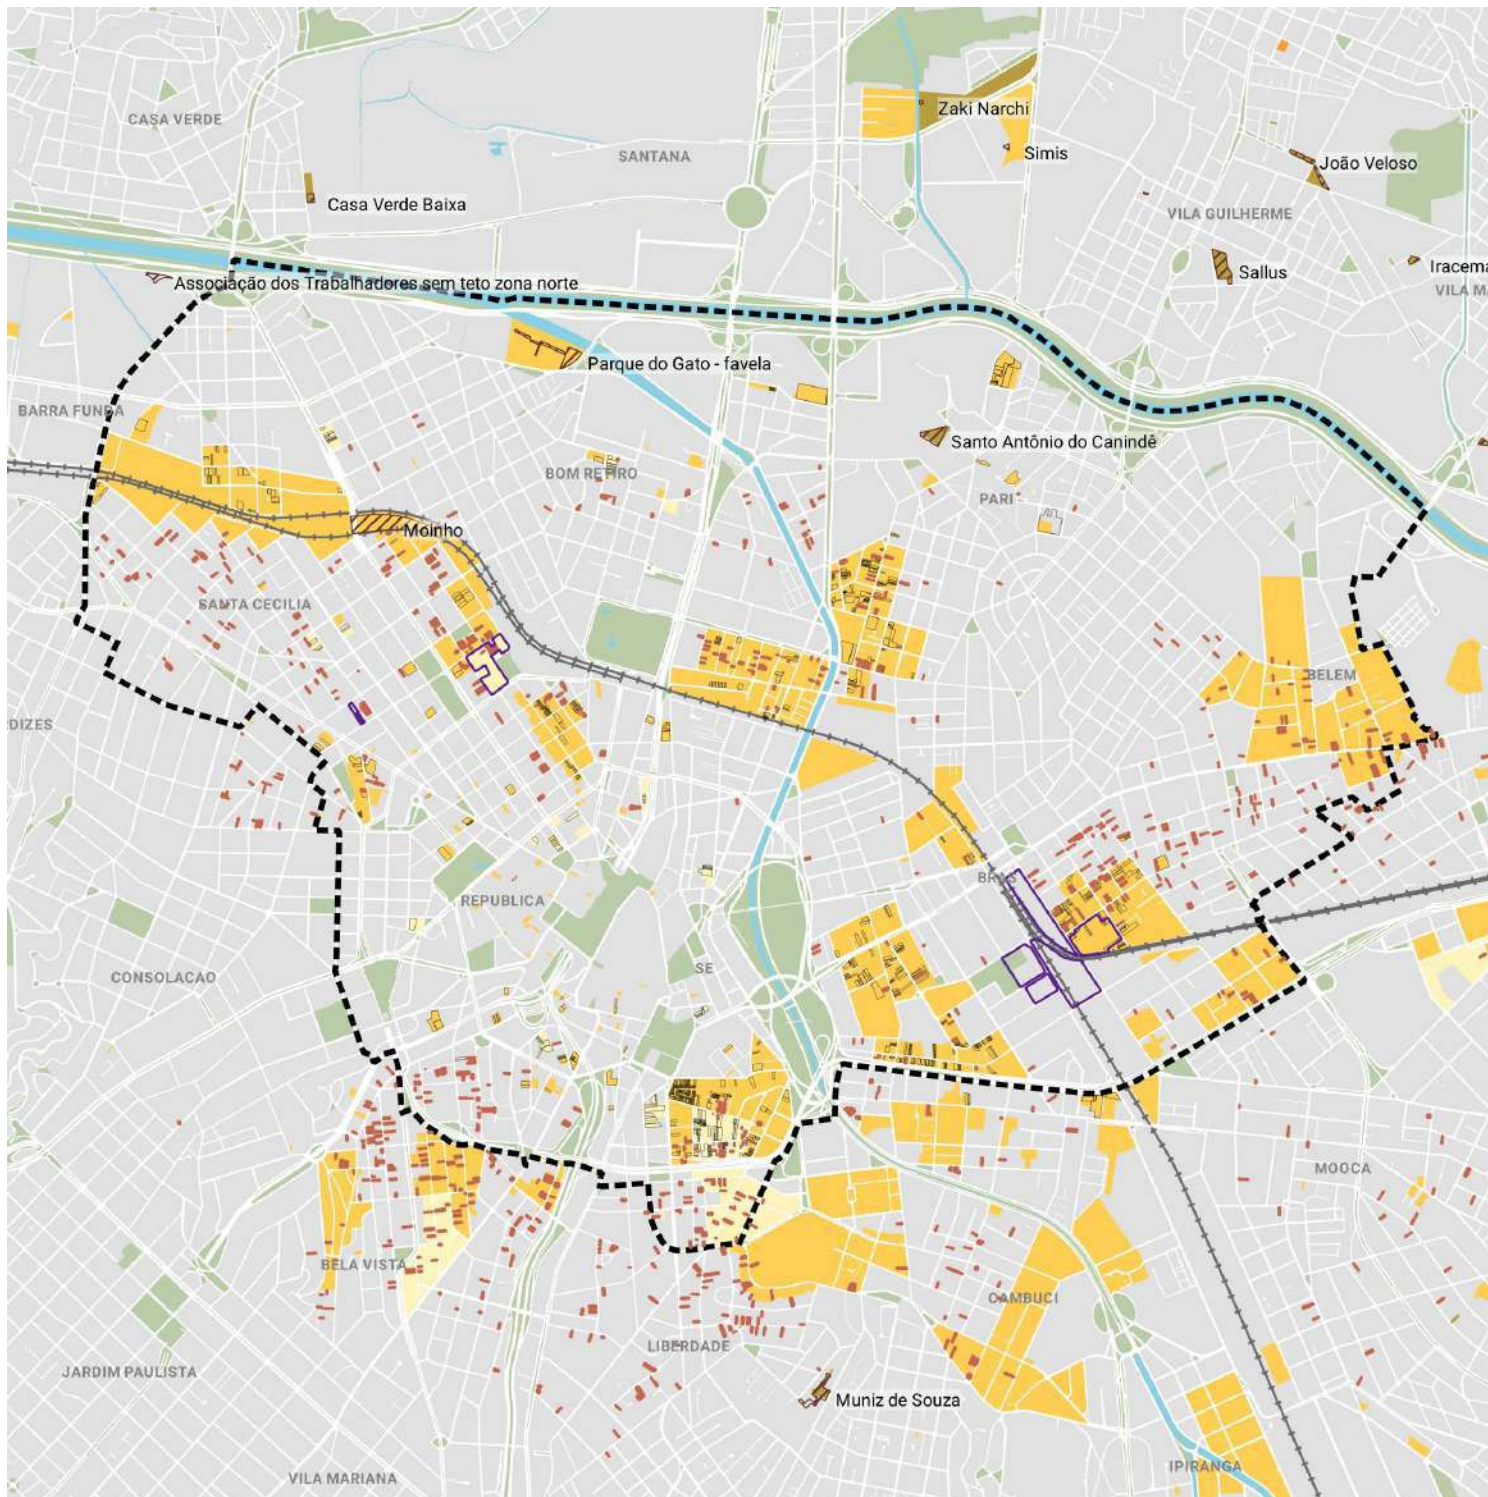 Zaki Narchi
CASA VERDE
SANTANA
Simis
João Veloso
Casa Verde Baixa
VILA GUILHERME
Sallus
Iracema
Associação dos Trabalhadores sem teto zona norte
VILA M
Parque do Gato - favela
BARRA FUNDA
Santo Antônio do Canindê
BOM RETIRO
PARI
Moinho
SANTA CECILIA
BELEM
DIZES
BRAS
REPUBLICA
SE
CONSOLACAO
MOOCA
BELA VISTA
CAMBUCI
LIBERDADE
JARDIM PAULISTA
Muniz de Souza
IPIRANGA
VILA MARIANA